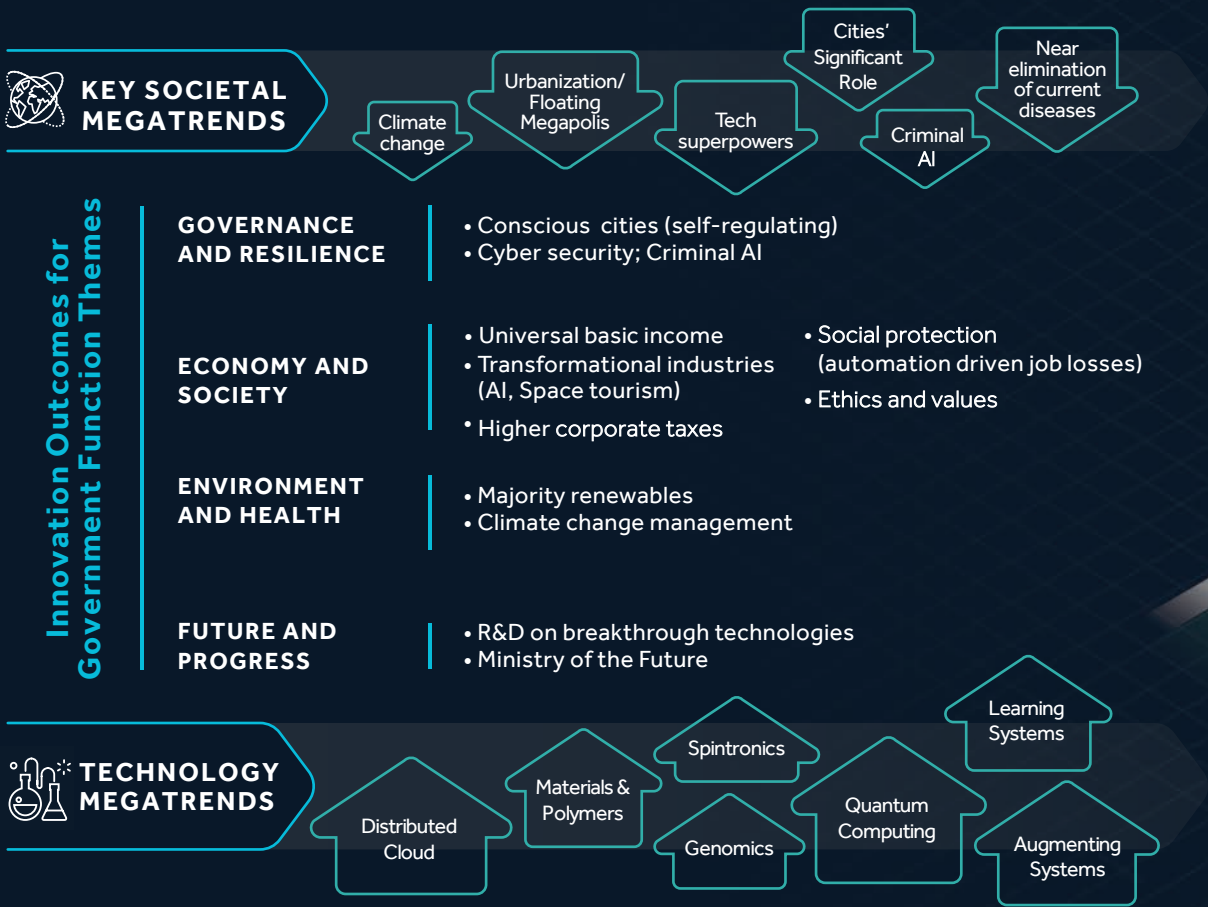 KEY SOCIETAL
MEGATRENDS
Climate
change
Urbanization/
Floating
Megapolis
Tech
superpowers
Cities’
Significant
Role
Criminal
AI
Near
elimination
of current
diseases
Innovation Outcomes for
Government Function Themes
GOVERNANCE
AND RESILIENCE
• Conscious cities (self-regulating)
• Cyber security; Criminal AI
ECONOMY AND
SOCIETY
• Universal basic income
• Transformational industries
(AI, Space tourism)
• Higher corporate taxes
• Social protection
(automation driven job losses)
• Ethics and values
ENVIRONMENT
AND HEALTH
• Majority renewables
• Climate change management
FUTURE AND
PROGRESS
• R&D on breakthrough technologies
• Ministry of the Future
TECHNOLOGY
MEGATRENDS
Distributed
Cloud
Materials &
Polymers
Spintronics
Genomics
Quantum
Computing
Learning
Systems
Augmenting
Systems